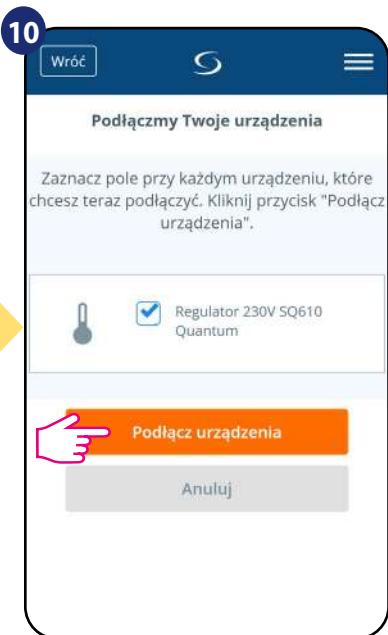 10
Wróć
Podłączmy Twoje urządzenia
Zaznacz pole przy każdym urządzeniu, które
chcesz teraz podłączyć. Kliknij przycisk "Podłącz
urządzenia".
Regulator 230V SQ610
Quantum
Podłącz urządzenia
Anuluj